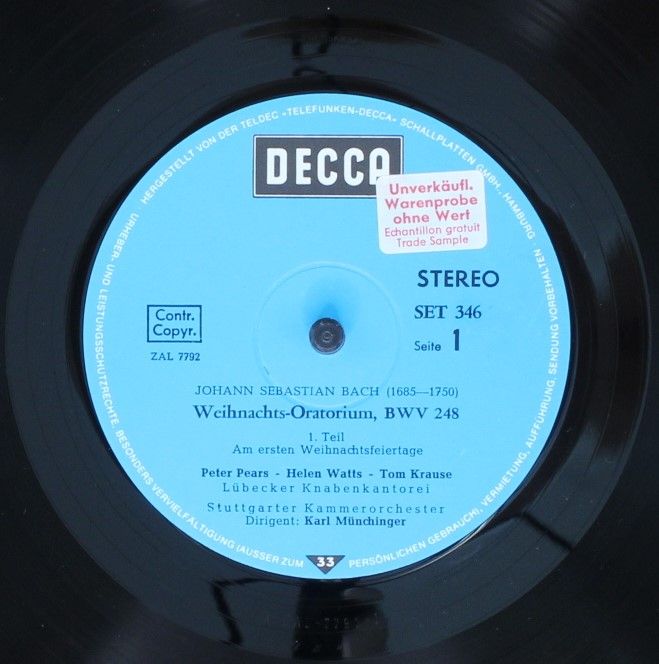 URHEBER- UND LEISTUNGSSCHUTZRECHTE, BESONDERS VERVIELFÄLTIGUNG (AUSSER ZUM PERSÖNLICHEN GEBRAUCH), VERMIETUNG, AUFFÜHRUNG, SENDUNG VORBEHALTEN
HERGESTELLT VON DER TELDEC »TELEFUNKEN-DECCA« SCHALLPLATTEN GMBH., HAMBURG
DECCA
Unverkäufl.
Warenprobe
ohne Wert
Echantillon gratuit
Trade Sample
STEREO
SET 346
Seite 1
Contr.
Copyr.
ZAL 7792
JOHANN SEBASTIAN BACH (1685—1750)
Weihnachts-Oratorium, BWV 248
1. Teil
Am ersten Weihnachtsfeiertage
Peter Pears - Helen Watts - Tom Krause
Lübecker Knabenkantorei
Stuttgarter Kammerorchester
Dirigent: Karl Münchinger
33